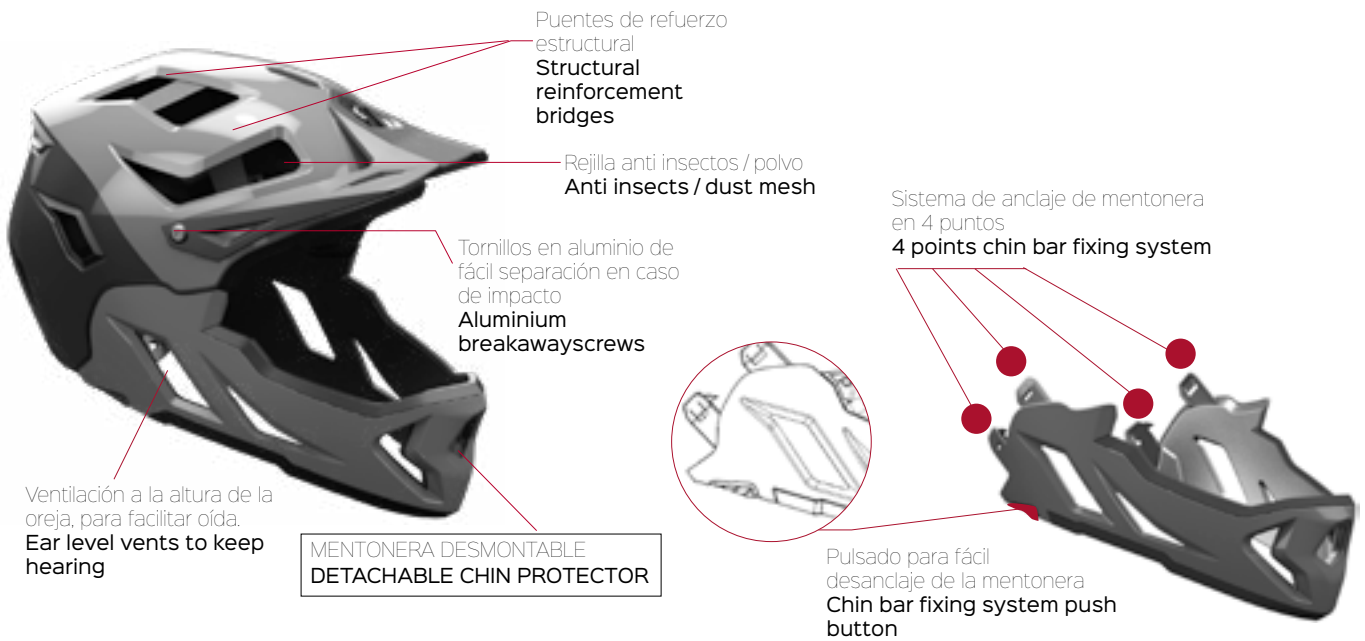 Puentes de refuerzo
estructural
Structural
reinforcement
bridges
Rejilla anti insectos / polvo
Anti insects / dust mesh
Tornillos en aluminio de
fácil separación en caso
de impacto
Aluminium
breakawayscrews
Ventilación a la altura de la
oreja, para facilitar oída.
Ear level vents to keep
hearing
MENTONERA DESMONTABLE
DETACHABLE CHIN PROTECTOR
Sistema de anclaje de mentonera
en 4 puntos
4 points chin bar fixing system
Pulsado para fácil
desanclaje de la mentonera
Chin bar fixing system push
button